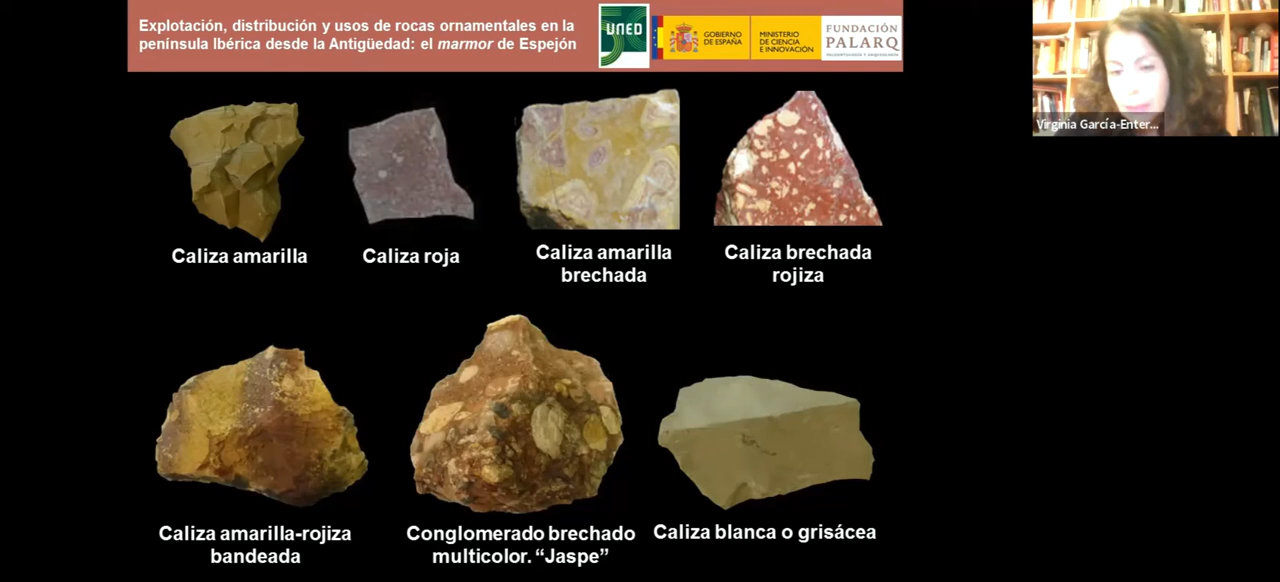 Explotación, distribución y usos de rocas ornamentales en la
península Ibérica desde la Antigüedad: el marmor de Espejón
UNED
GOBIERNO
DE ESPAÑA
MINISTERIO
DE CIENCIA
E INNOVACIÓN
FUNDACIÓN
PALARQ
Virginia García-Enter...
Caliza amarilla
Caliza roja
Caliza amarilla
brechada
Caliza brechada
rojiza
Caliza amarilla-rojiza
bandeada
Conglomerado brechado
multicolor. “Jaspe”
Caliza blanca o grisácea